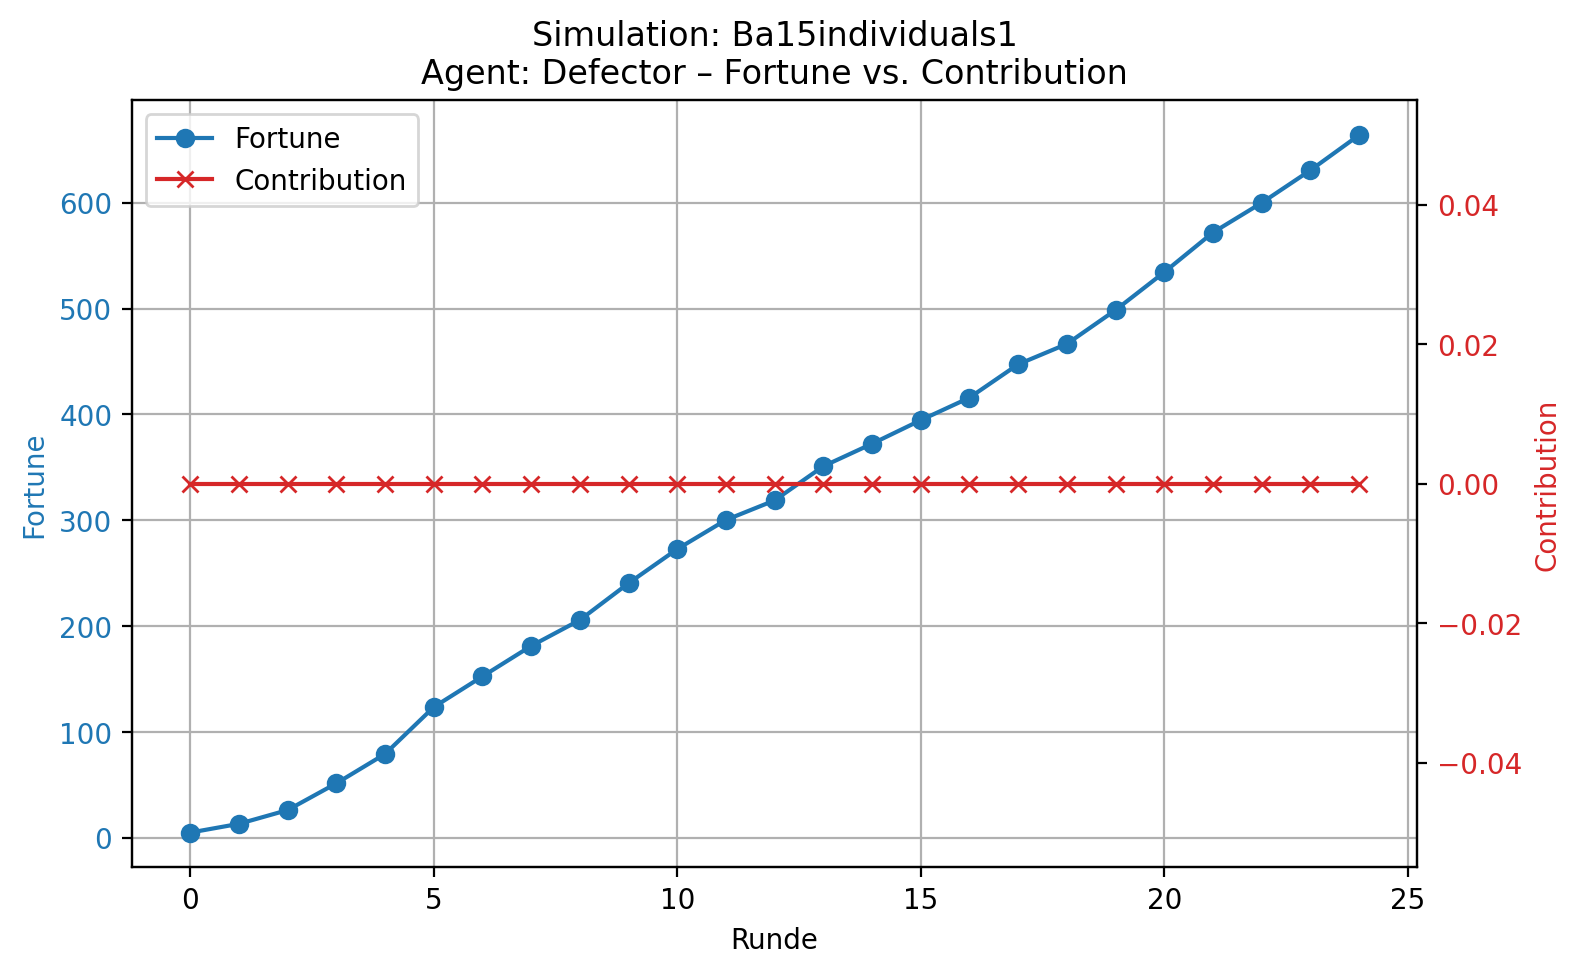 Simulation: Ba15individuals1
Agent: Defector – Fortune vs. Contribution
Fortune
Contribution
600
500
400
300
200
100
0
Fortune
0.04
0.02
0.00
−0.02
−0.04
Contribution
0 5 10 15 20 25
Runde